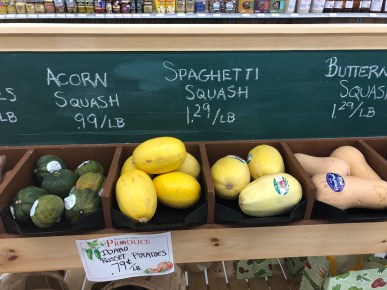 ACORN
SQUASH
.99/LB
SPAGHETTI
SQUASH
1.29/LB
BUTTERN
SQUAS
1.29/LB
LB
PRODUCE
IDAHO
RUSSET POTATOES
.79¢/LB.